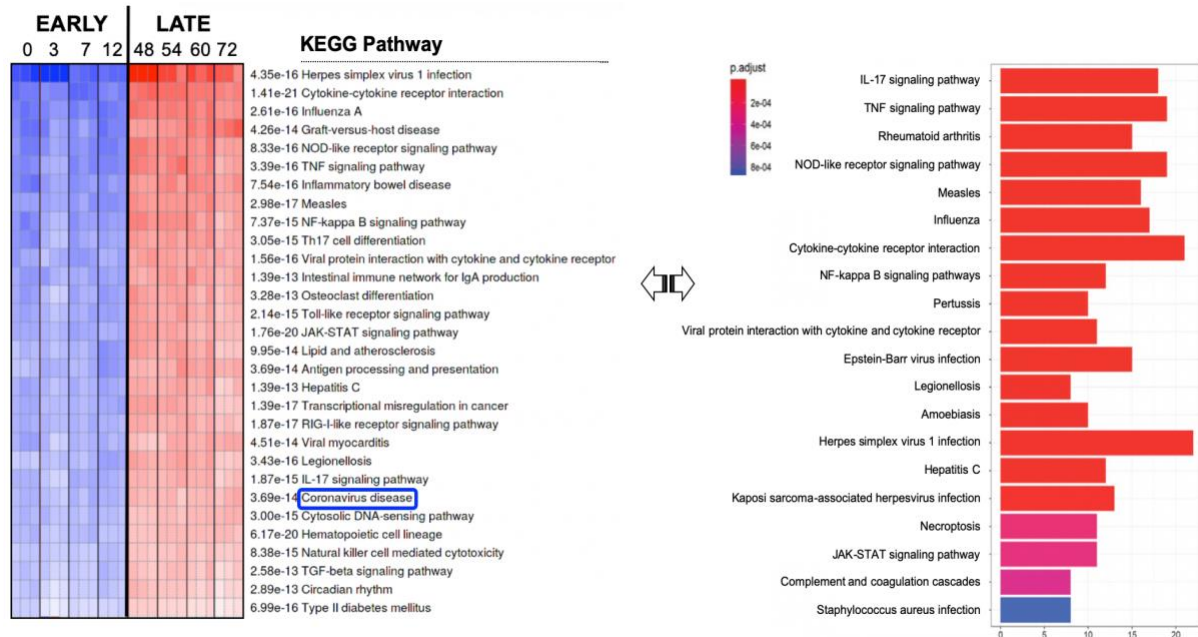 EARLY LATE
0 3 7 12 48 54 60 72
KEGG Pathway
4.35e-16 Herpes simplex virus 1 infection
1.41e-21 Cytokine-cytokine receptor interaction
2.61e-16 Influenza A
4.26e-14 Graft-versus-host disease
8.33e-16 NOD-like receptor signaling pathway
3.39e-16 TNF signaling pathway
7.54e-16 Inflammatory bowel disease
2.98e-17 Measles
7.37e-15 NF-kappa B signaling pathway
3.05e-15 Th17 cell differentiation
1.56e-16 Viral protein interaction with cytokine and cytokine receptor
1.39e-13 Intestinal immune network for IgA production
3.28e-13 Osteoclast differentiation
2.14e-15 Toll-like receptor signaling pathway
1.76e-20 JAK-STAT signaling pathway
9.95e-14 Lipid and atherosclerosis
3.69e-14 Antigen processing and presentation
1.39e-13 Hepatitis C
1.39e-17 Transcriptional misregulation in cancer
1.87e-17 RIG-I-like receptor signaling pathway
4.51e-14 Viral myocarditis
3.43e-16 Legionellosis
1.87e-15 IL-17 signaling pathway
3.69e-14 Coronavirus disease
3.00e-15 Cytosolic DNA-sensing pathway
6.17e-20 Hematopoietic cell lineage
8.38e-15 Natural killer cell mediated cytotoxicity
2.58e-13 TGF-beta signaling pathway
2.89e-13 Circadian rhythm
6.99e-16 Type II diabetes mellitus
p.adjust
2e-04
4e-04
6e-04
8e-04
IL-17 signaling pathway
TNF signaling pathway
Rheumatoid arthritis
NOD-like receptor signaling pathway
Measles
Influenza
Cytokine-cytokine receptor interaction
NF-kappa B signaling pathways
Pertussis
Viral protein interaction with cytokine and cytokine receptor
Epstein-Barr virus infection
Legionellosis
Amoebiasis
Herpes simplex virus 1 infection
Hepatitis C
Kaposi sarcoma-associated herpesvirus infection
Necroptosis
JAK-STAT signaling pathway
Complement and coagulation cascades
Staphylococcus aureus infection
0 5 10 15 20